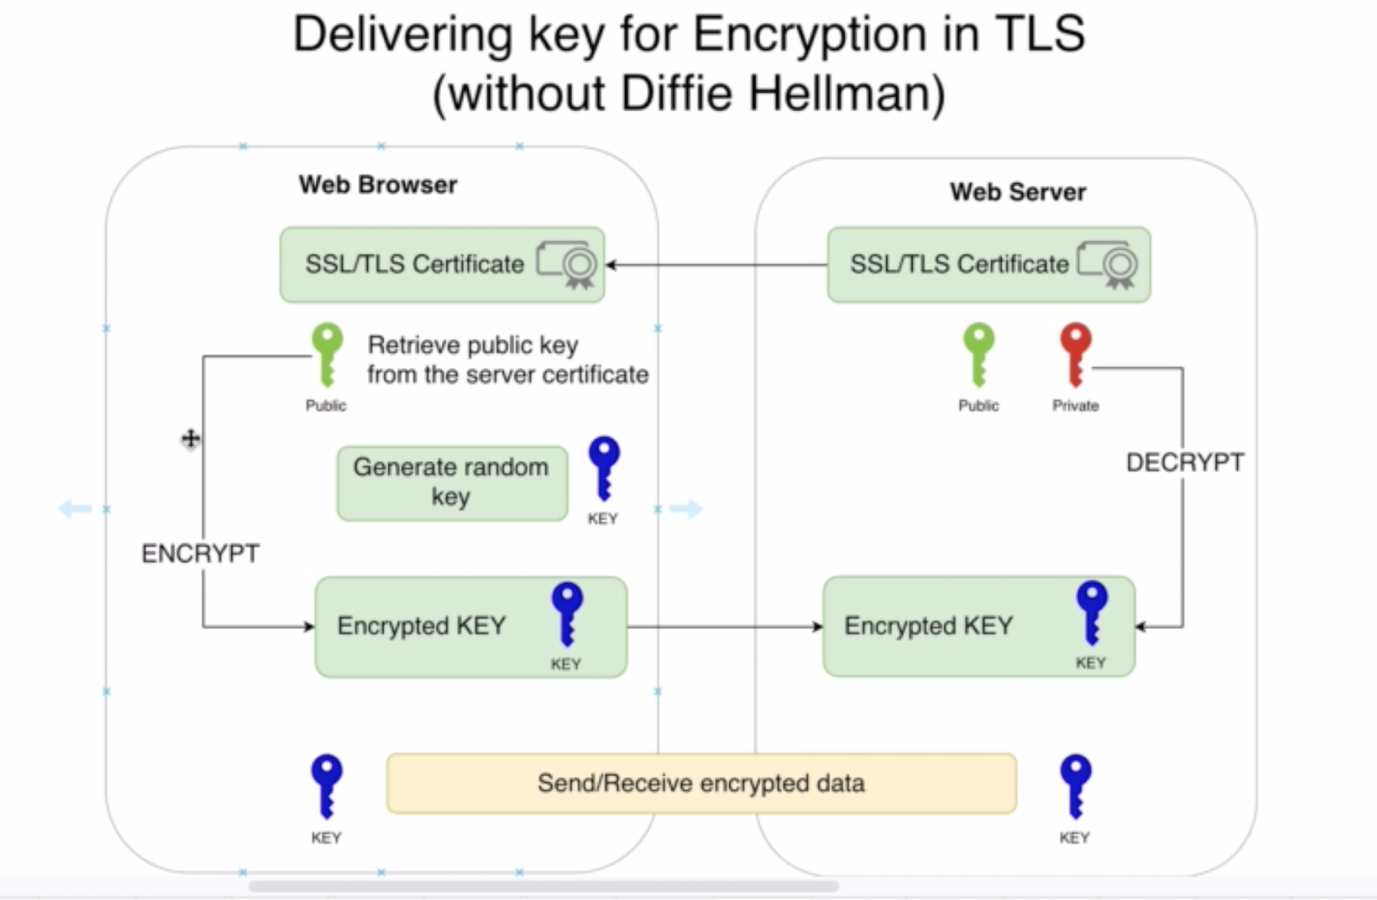 Delivering key for Encryption in TLS
(without Diffie Hellman)
Web Browser
Web Server
SSL/TLS Certificate
SSL/TLS Certificate
Retrieve public key
from the server certificate
Public
Public
Private
Generate random
key
KEY
DECRYPT
ENCRYPT
Encrypted KEY
KEY
Encrypted KEY
KEY
Send/Receive encrypted data
KEY
KEY